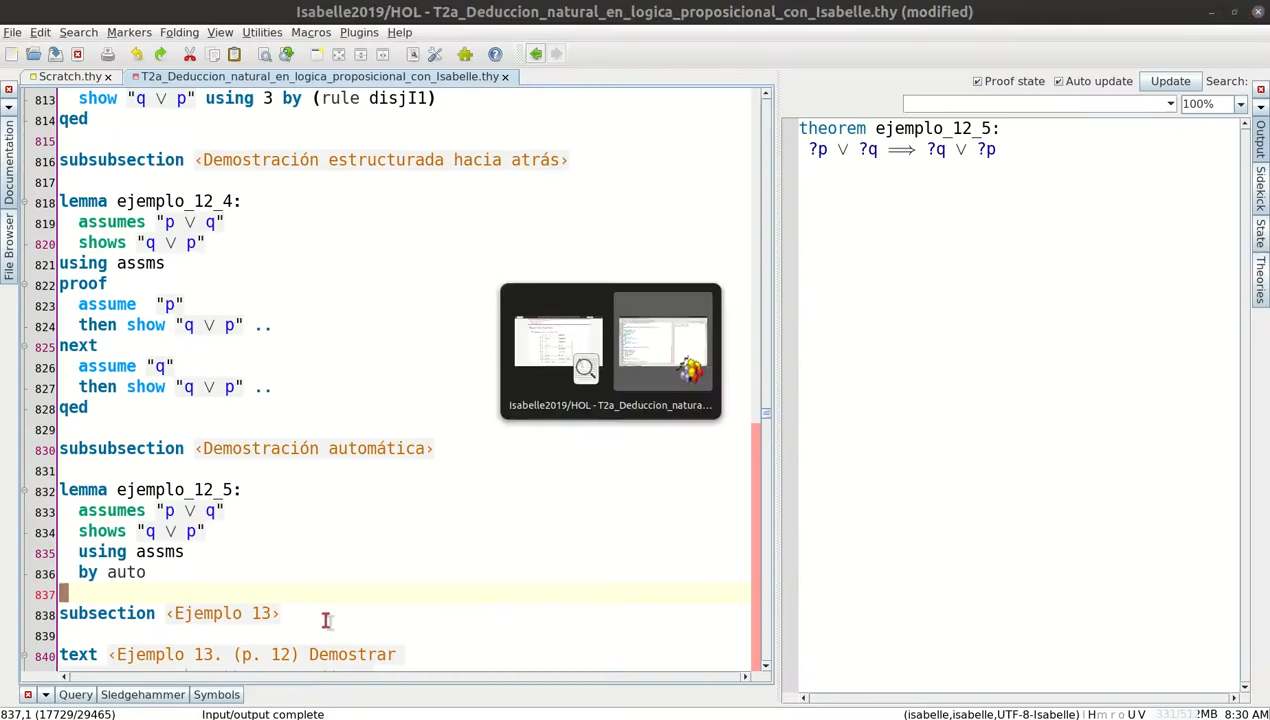 Isabelle2019/HOL - T2a_Deduccion_natural_en_logica_proposicional_con_Isabelle.thy (modified)
File Edit Search Markers Folding View Utilities Macros Plugins Help
Scratch.thy
T2a_Deduccion_natural_en_logica_proposicional_con_Isabelle.thy
Proof state
Auto update
Update
Search:
100%
Documentation
File Browser
813 show "q ∨ p" using 3 by (rule disjI1)
814 qed
815
816 subsubsection ‹Demostración estructurada hacia atrás›
817
818 lemma ejemplo_12_4:
819 assumes "p ∨ q"
820 shows "q ∨ p"
821 using assms
822 proof
823 assume "p"
824 then show "q ∨ p" ..
825 next
826 assume "q"
827 then show "q ∨ p" ..
828 qed
829
830 subsubsection ‹Demostración automática›
831
832 lemma ejemplo_12_5:
833 assumes "p ∨ q"
834 shows "q ∨ p"
835 using assms
836 by auto
837
838 subsection ‹Ejemplo 13›
839
840 text ‹Ejemplo 13. (p. 12) Demostrar
Isabelle2019/HOL - T2a_Deduccion_natura...
theorem ejemplo_12_5:
?p ∨ ?q ⟹ ?q ∨ ?p
Output
Sidekick
State
Theories
Query Sledgehammer Symbols
837,1 (17729/29465)
Input/output complete
(isabelle,isabelle,UTF-8-Isabelle)
H m r o U V
331/512MB
8:30 AM